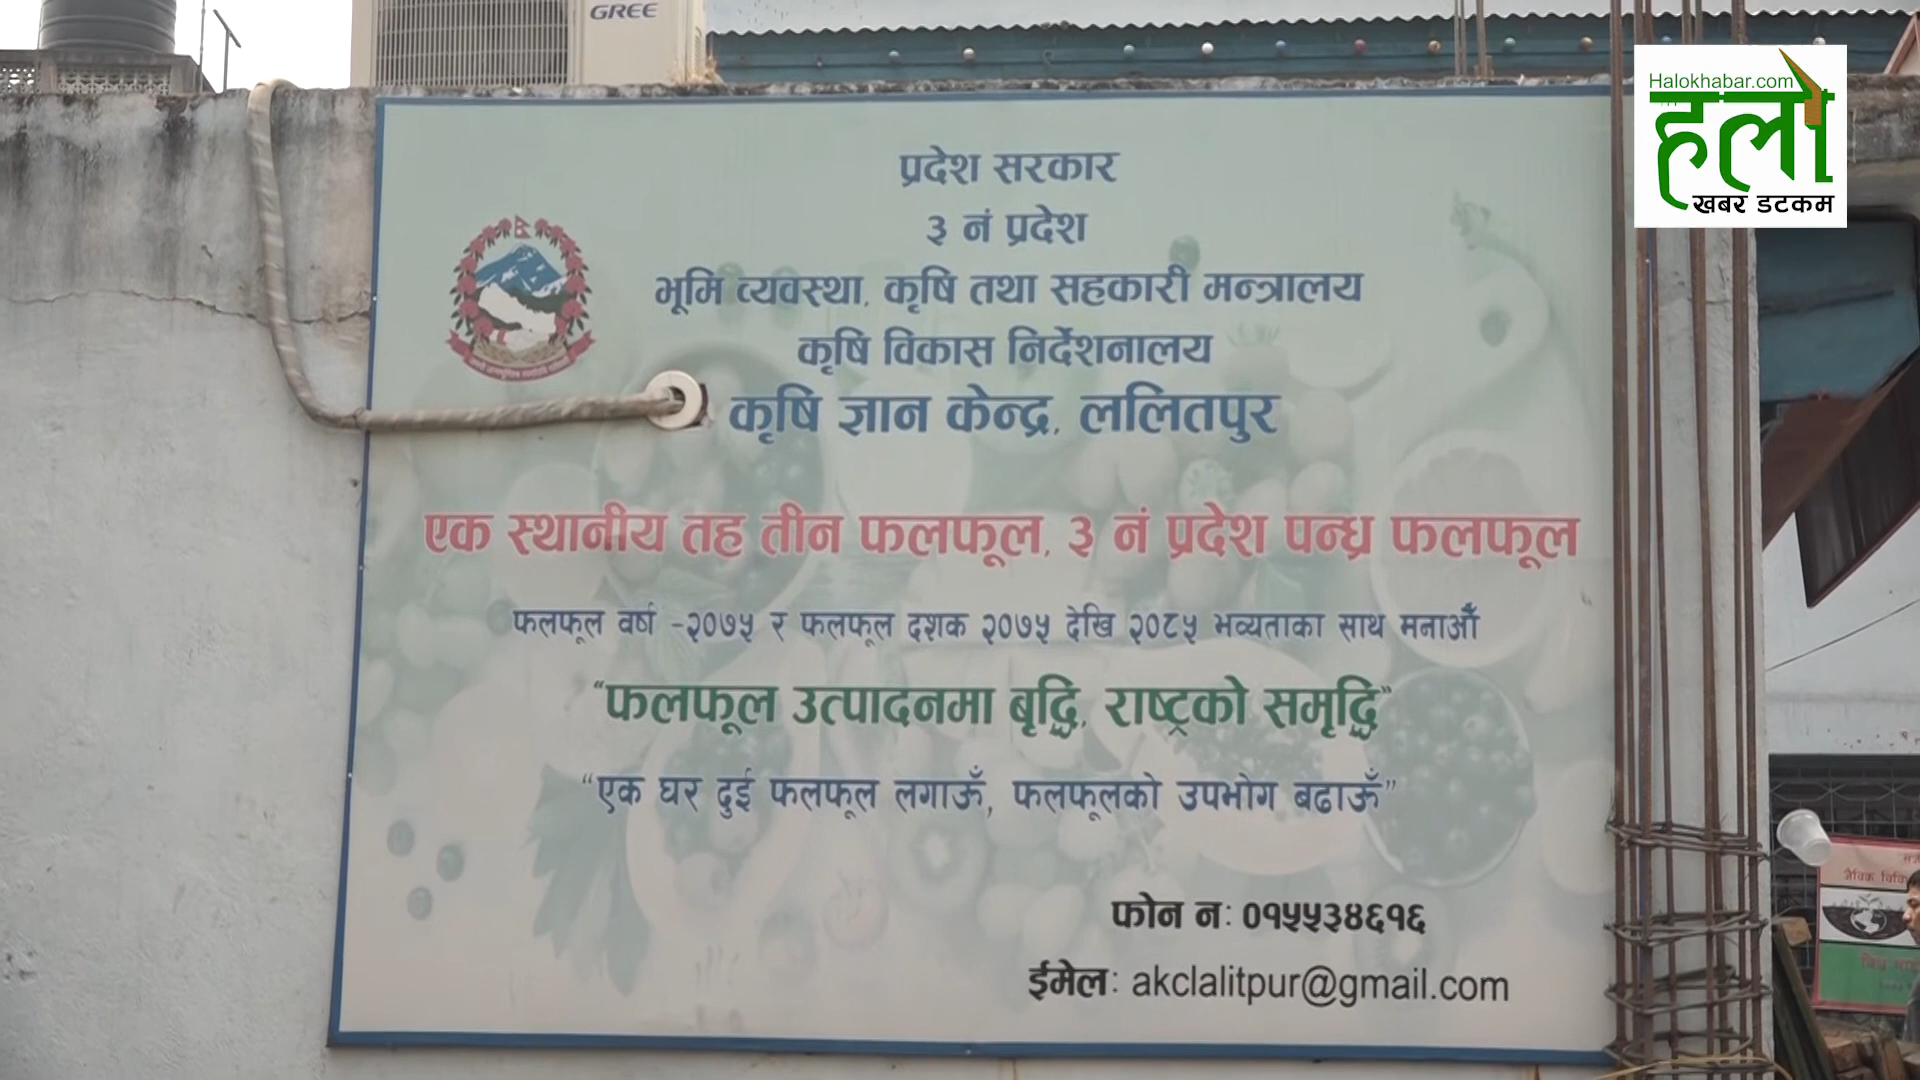 GREE
Halokhabar.com
हलो
खबर डटकम
प्रदेश सरकार
३ नं प्रदेश
भूमि व्यवस्था, कृषि तथा सहकारी मन्त्रालय
कृषि विकास निर्देशनालय
कृषि ज्ञान केन्द्र, ललितपुर
एक स्थानीय तह तीन फलफूल, ३ नं प्रदेश पन्ध्र फलफूल
फलफूल वर्ष -२०७५ र फलफूल दशक २०७५ देखि २०८५ भव्यताका साथ मनाऔँ
“फलफूल उत्पादनमा बृद्धि, राष्ट्रको समृद्धि”
“एक घर दुई फलफूल लगाऊँ, फलफूलको उपभोग बढाऊँ”
फोन न: ०१५५३४६१६
ईमेल: akclalitpur@gmail.com